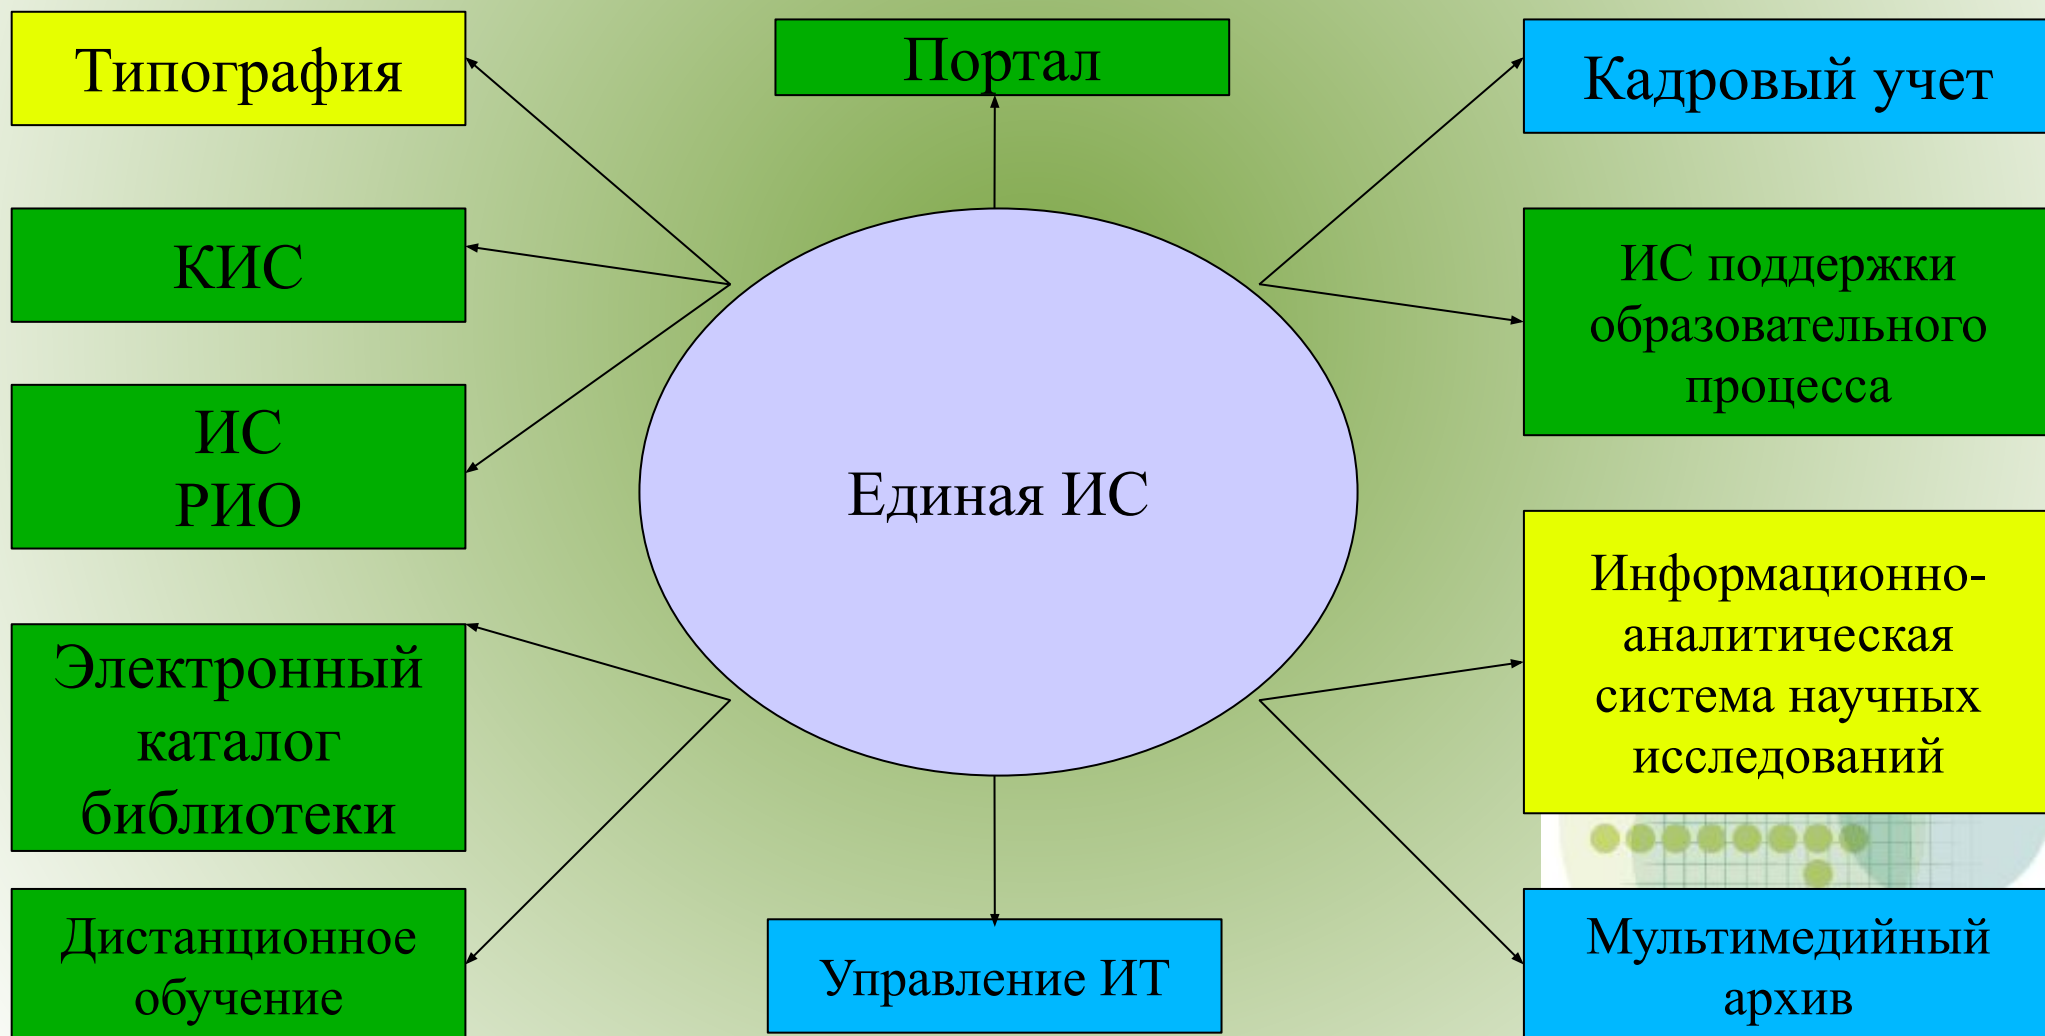 Типография
Портал
Кадровый учет
КИС
ИС поддержки
образовательного
процесса
ИС
РИО
Единая ИС
Информационно-
аналитическая
система научных
исследований
Электронный
каталог
библиотеки
Дистанционное
обучение
Управление ИТ
Мультимедийный
архив